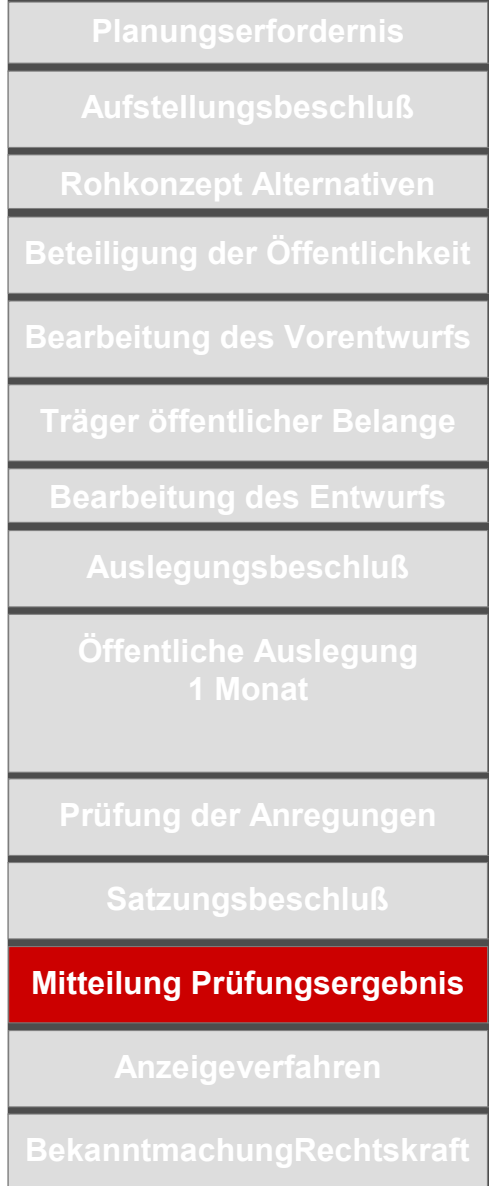 Planungserfordernis
Aufstellungsbeschluß
Rohkonzept Alternativen
Beteiligung der Öffentlichkeit
Bearbeitung des Vorentwurfs
Träger öffentlicher Belange
Bearbeitung des Entwurfs
Auslegungsbeschluß
Öffentliche Auslegung
1 Monat
Prüfung der Anregungen
Satzungsbeschluß
Mitteilung Prüfungsergebnis
Anzeigeverfahren
BekanntmachungRechtskraft